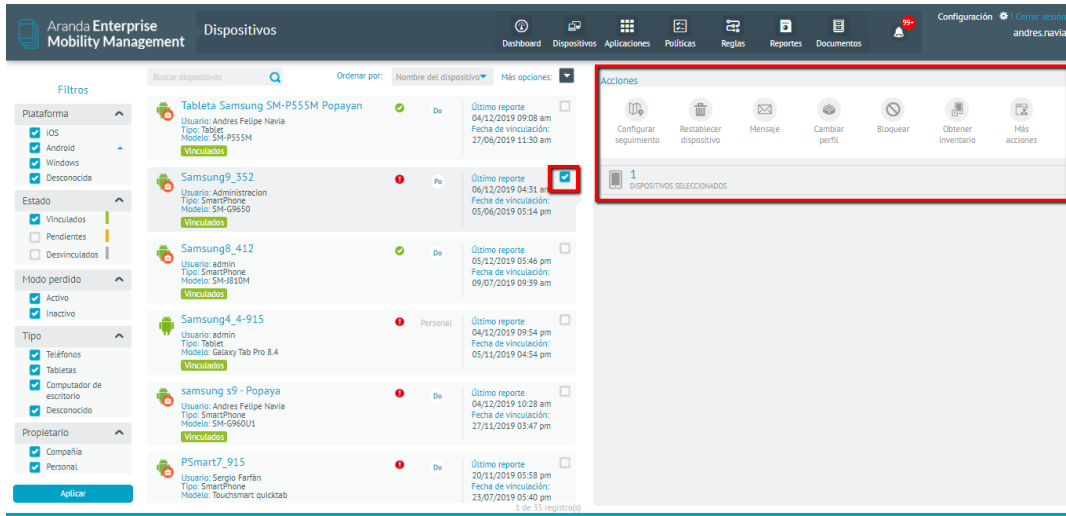 Aranda Enterprise
Mobility Management
Dispositivos
Dashboard
Dispositivos
Aplicaciones
Políticas
Reglas
Reportes
Documentos
99+
Configuración
Cerrar sesión
andres.navia
Filtros
Plataforma
iOS
Android
Windows
Desconocida
Estado
Vinculados
Pendientes
Desvinculados
Modo perdido
Activo
Inactivo
Tipo
Teléfonos
Tabletas
Computador de
escritorio
Desconocido
Propietario
Compañía
Personal
Aplicar
Buscar dispositivos
Ordenar por:
Nombre del dispositivo
Más opciones:
Tableta Samsung SM-P555M Popayan
Usuario: Andres Felipe Navia
Tipo: Tablet
Modelo: SM-P555M
Vinculados
Do
Último reporte
04/12/2019 09:08 am
Fecha de vinculación:
27/06/2019 11:30 am
Samsung9_352
Usuario: Administracion
Tipo: SmartPhone
Modelo: SM-G9650
Vinculados
Po
Último reporte
06/12/2019 04:31 am
Fecha de vinculación:
05/06/2019 05:14 pm
Samsung8_412
Usuario: admin
Tipo: SmartPhone
Modelo: SM-J810M
Vinculados
Do
Último reporte
05/12/2019 05:46 pm
Fecha de vinculación:
09/07/2019 09:39 am
Samsung4_4-915
Usuario: admin
Tipo: Tablet
Modelo: Galaxy Tab Pro 8.4
Vinculados
Personal
Último reporte
04/12/2019 09:54 pm
Fecha de vinculación:
05/11/2019 04:54 pm
samsung s9 - Popaya
Usuario: Andres Felipe Navia
Tipo: SmartPhone
Modelo: SM-G960U1
Vinculados
Do
Último reporte
04/12/2019 10:28 am
Fecha de vinculación:
27/11/2019 03:47 pm
PSmart7_915
Usuario: Sergio Farfán
Tipo: SmartPhone
Modelo: Touchsmart quicktab
Do
Último reporte
20/11/2019 05:58 pm
Fecha de vinculación:
23/07/2019 05:40 pm
1 de 35 registro(s)
Acciones
Configurar
seguimiento
Restablecer
dispositivo
Mensaje
Cambiar
perfil
Bloquear
Obtener
inventario
Más
acciones
1
DISPOSITIVOS SELECCIONADOS